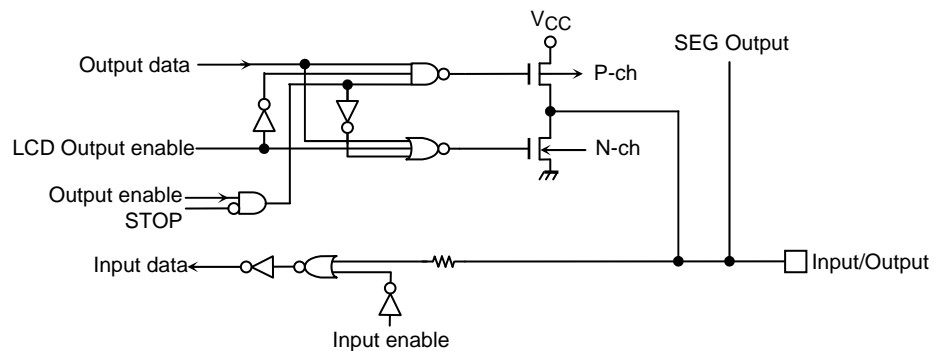 VCC
SEG Output
Output data
P-ch
LCD Output enable
N-ch
Output enable
STOP
Input data
Input/Output
Input enable